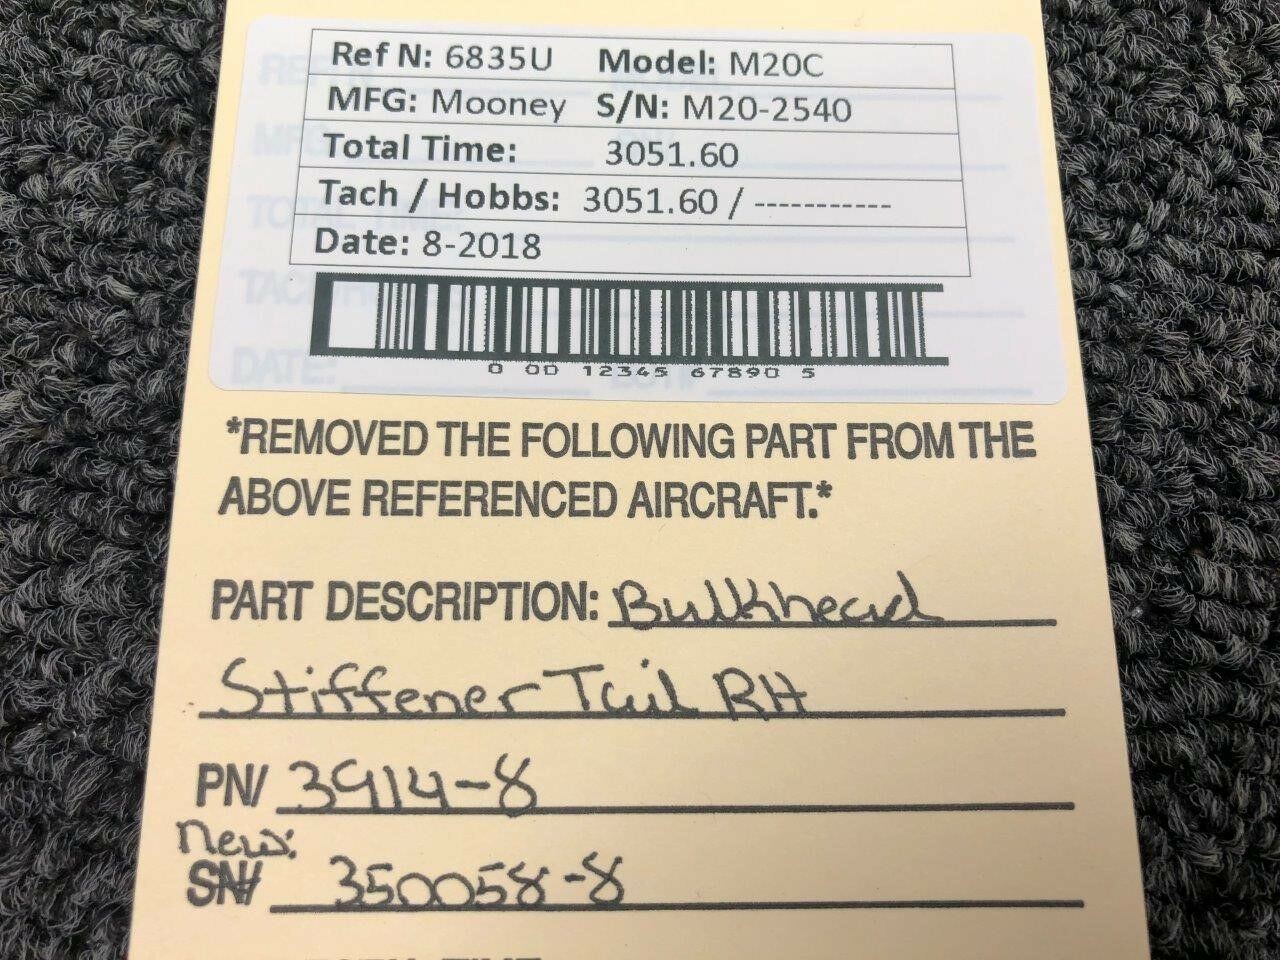 Ref N: 6835U Model: M20C
MFG: Mooney S/N: M20-2540
Total Time: 3051.60
Tach / Hobbs: 3051.60 / -----------
Date: 8-2018
0 00 12345 67890 5
*REMOVED THE FOLLOWING PART FROM THE
ABOVE REFERENCED AIRCRAFT.*
PART DESCRIPTION: Bulkhead
Stiffener Tail RH
PN/ 3914-8
New:
SN# 350058-8